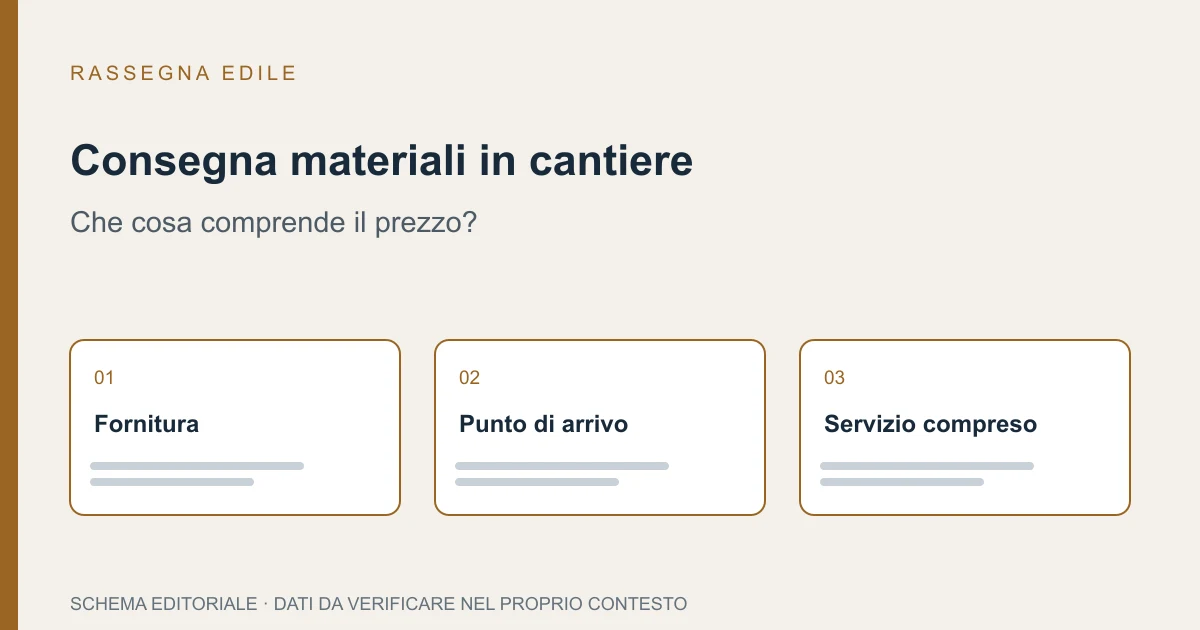 RASSEGNA EDILE
Consegna materiali in cantiere
Che cosa comprende il prezzo?
01
Fornitura
02
Punto di arrivo
03
Servizio compreso
SCHEMA EDITORIALE · DATI DA VERIFICARE NEL PROPRIO CONTESTO